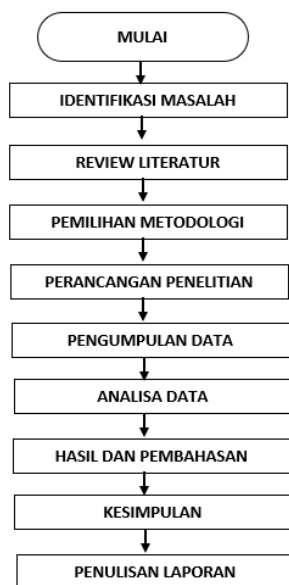 MULAI
IDENTIFIKASI MASALAH
REVIEW LITERATUR
PEMILIHAN METODOLOGI
PERANCANGAN PENELITIAN
PENGUMPULAN DATA
ANALISA DATA
HASIL DAN PEMBAHASAN
KESIMPULAN
PENULISAN LAPORAN